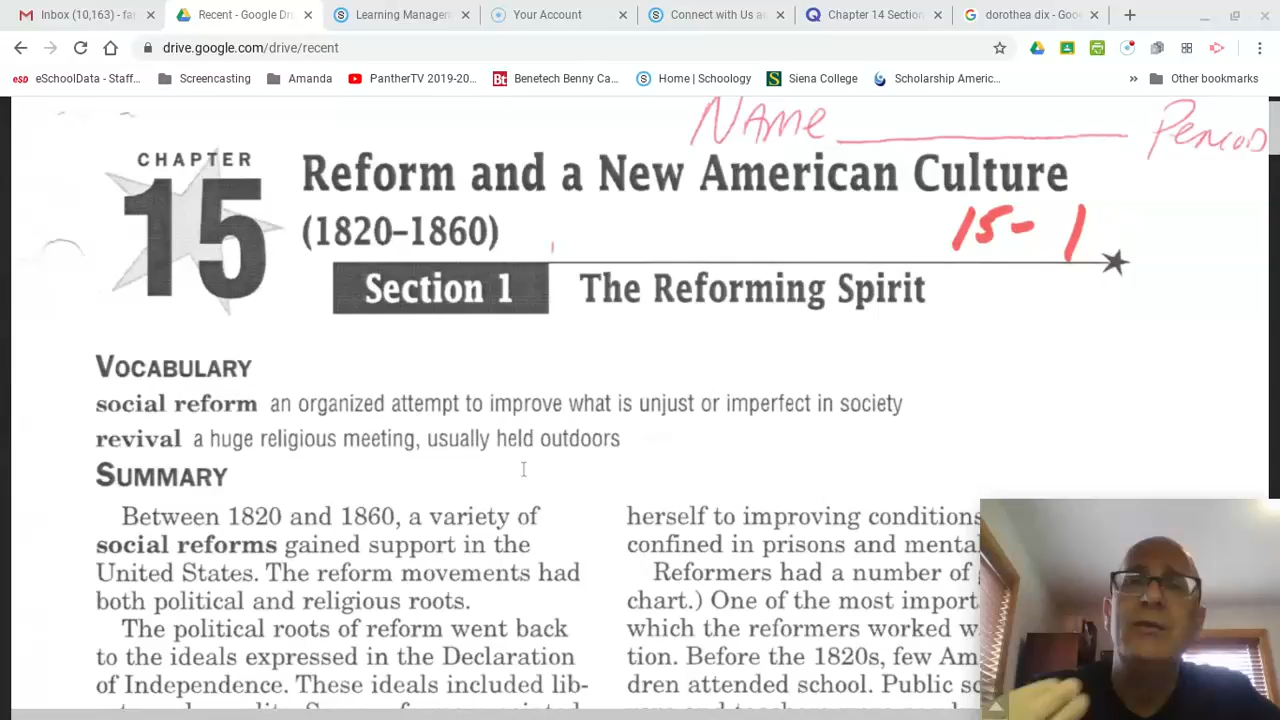 Inbox (10,163) - fa
Recent - Google Dri
Learning Managem
Your Account
Connect with Us a
Chapter 14 Section
dorothea dix - Goo
drive.google.com/drive/recent
esd eSchoolData - Staff...
Screencasting
Amanda
PantherTV 2019-20...
Bt Benetech Benny Ca...
Home | Schoology
S Siena College
Scholarship Americ...
» Other bookmarks
NAME ____________ PERIOD
CHAPTER
15
Reform and a New American Culture
(1820–1860)
15-1
Section 1
The Reforming Spirit
VOCABULARY
social reform an organized attempt to improve what is unjust or imperfect in society
revival a huge religious meeting, usually held outdoors
SUMMARY
Between 1820 and 1860, a variety of
social reforms gained support in the
United States. The reform movements had
both political and religious roots.
The political roots of reform went back
to the ideals expressed in the Declaration
of Independence. These ideals included lib-
herself to improving conditions
confined in prisons and menta
Reformers had a number of
chart.) One of the most import
which the reformers worked w
tion. Before the 1820s, few Am
dren attended school. Public sc